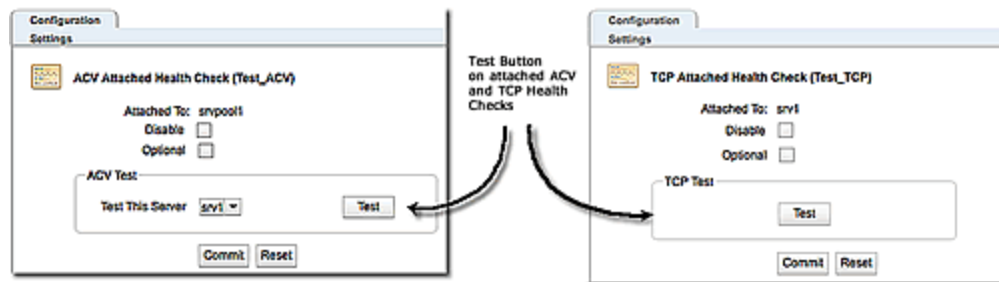 Configuration
Settings
ACV Attached Health Check (Test_ACV)
Attached To: srvpool1
Disable
Optional
ACV Test
Test This Server srv1 Test
Commit Reset
Test Button
on attached ACV
and TCP Health
Checks
Configuration
Settings
TCP Attached Health Check (Test_TCP)
Attached To: srv1
Disable
Optional
TCP Test
Test
Commit Reset